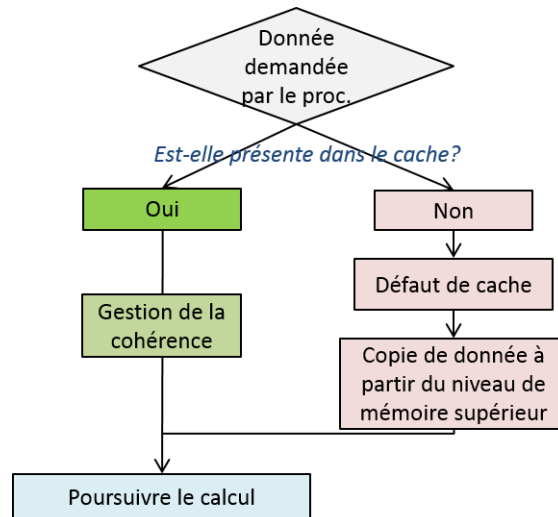 Donnée
demandée
par le proc.
Est-elle présente dans le cache?
Oui
Non
Défaut de cache
Gestion de la
cohérence
Copie de donnée à
partir du niveau de
mémoire supérieur
Poursuivre le calcul